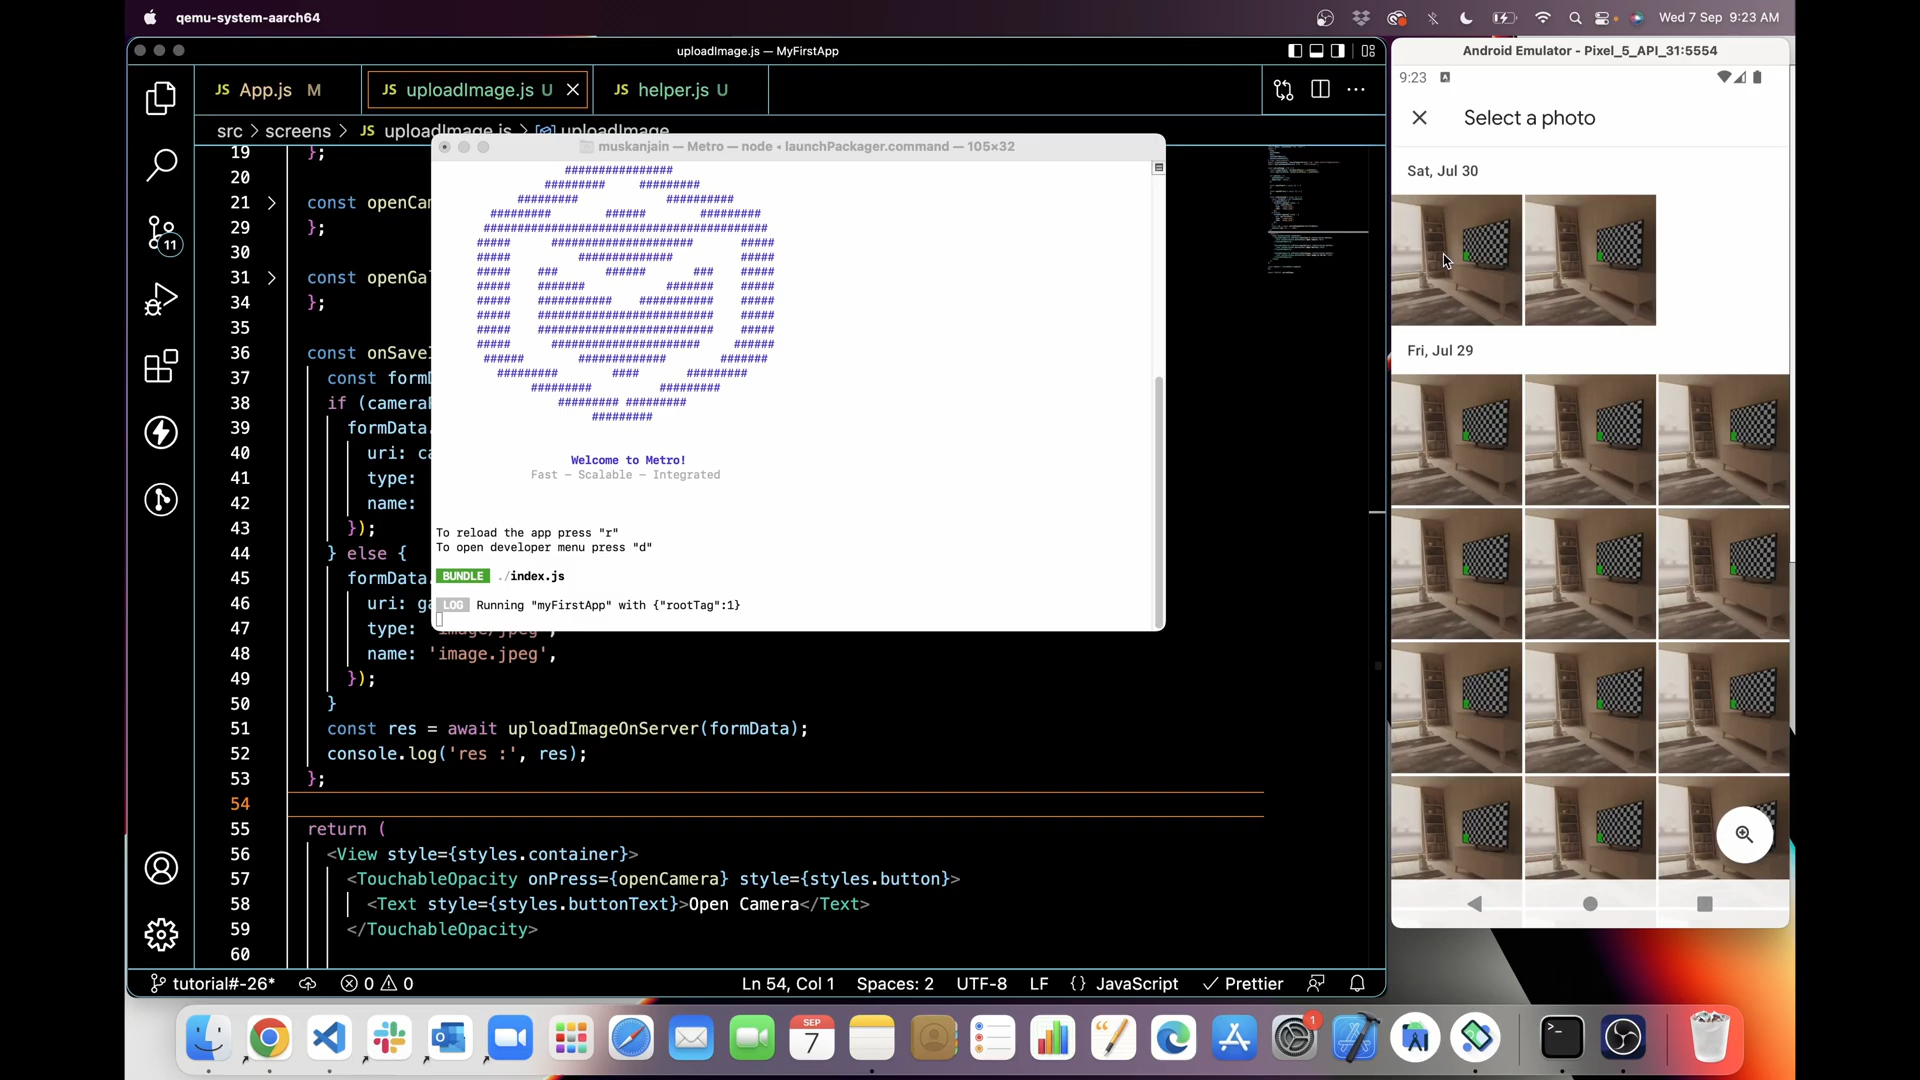 qemu-system-aarch64
Wed 7 Sep 9:23 AM
uploadImage.js — MyFirstApp
JS App.js M
JS uploadImage.js U
JS helper.js U
src > screens > JS uploadImage.js > uploadImage
muskanjain — Metro — node ◂ launchPackager.command — 105×32
19 };
20
21 const openCa
29 };
30
31 const openGa
34 };
35
36 const onSave
37 const form
38 if (camera
39 formData.
40 uri: ca
41 type:
42 name:
43 });
44 } else {
45 formData.
46 uri: ga
47 type: 'image/jpeg',
48 name: 'image.jpeg',
49 });
50 }
51 const res = await uploadImageOnServer(formData);
52 console.log('res :', res);
53 };
54
55 return (
56 <View style={styles.container}>
57 <TouchableOpacity onPress={openCamera} style={styles.button}>
58 <Text style={styles.buttonText}>Open Camera</Text>
59 </TouchableOpacity>
60
Welcome to Metro!
Fast — Scalable — Integrated
To reload the app press "r"
To open developer menu press "d"
BUNDLE ./index.js
LOG Running "myFirstApp" with {"rootTag":1}
11
tutorial#-26* 0 0 Ln 54, Col 1 Spaces: 2 UTF-8 LF {} JavaScript Prettier
Android Emulator - Pixel_5_API_31:5554
9:23
Select a photo
Sat, Jul 30
Fri, Jul 29
SEP
7
1